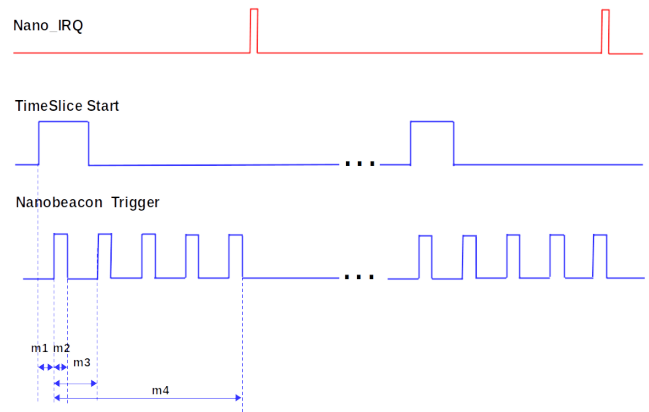 Nano_IRQ
TimeSlice Start
...
Nanobeacon Trigger
...
m1 m2
m3
m4